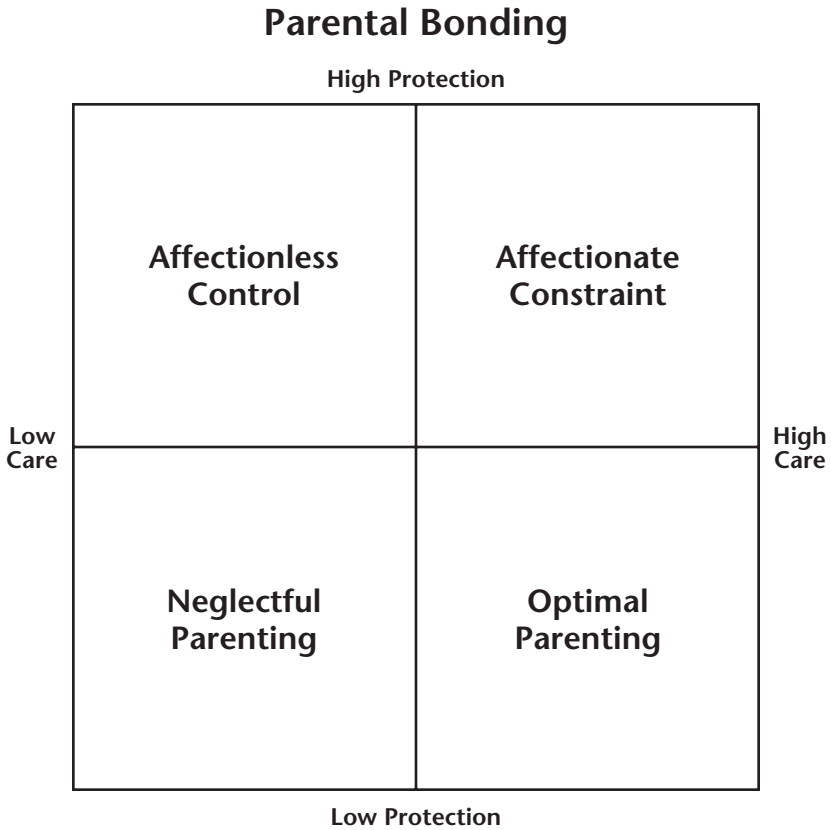 Parental Bonding
High Protection
Affectionless
Control
Affectionate
Constraint
Low
Care
High
Care
Neglectful
Parenting
Optimal
Parenting
Low Protection